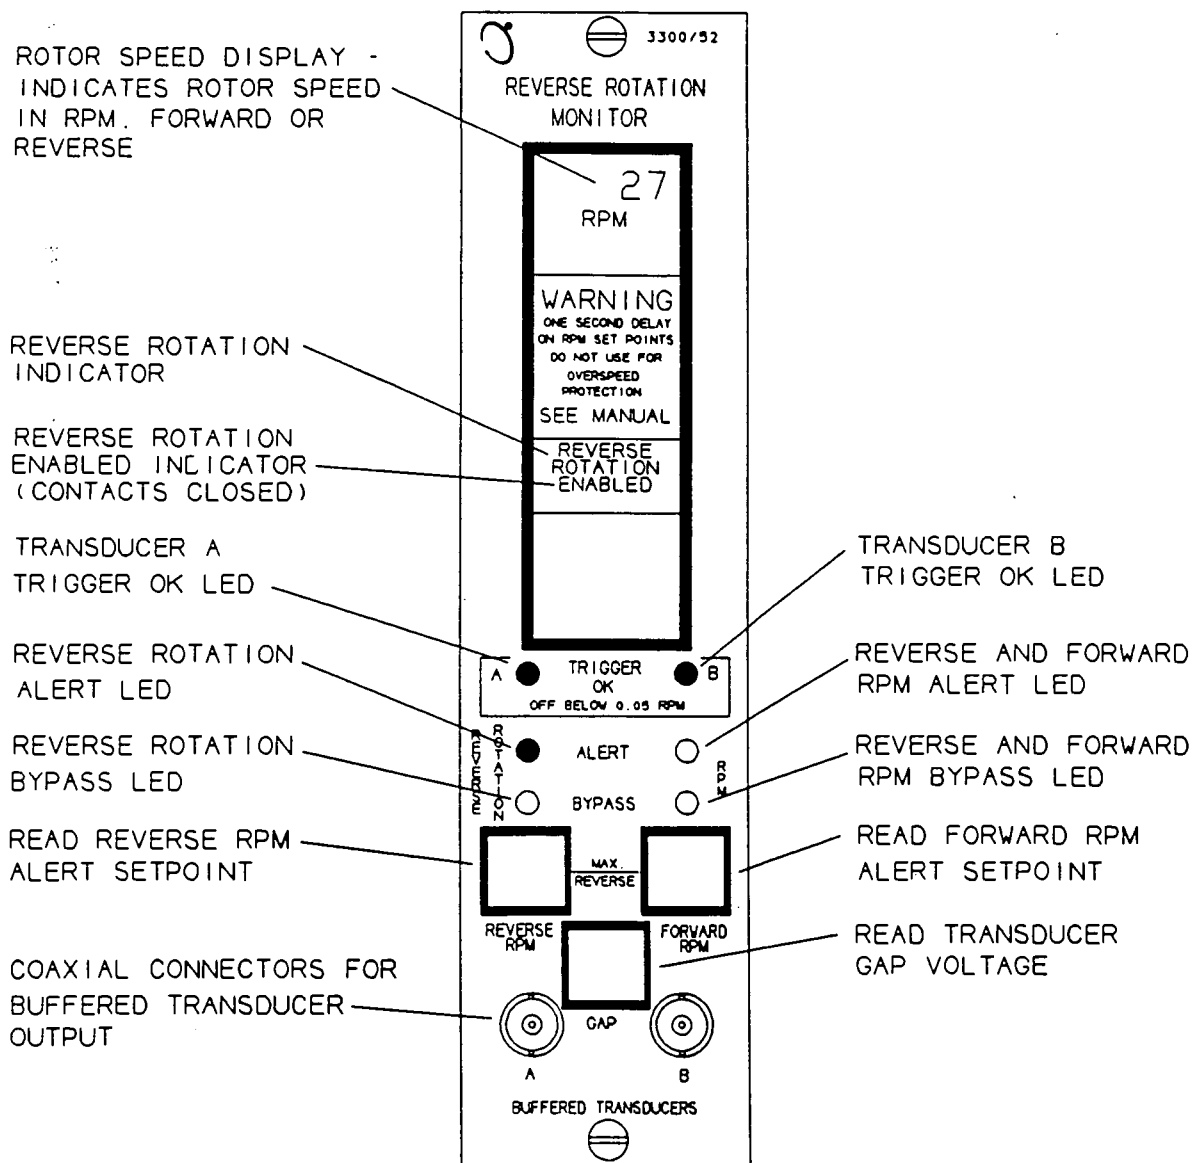 3300/52
REVERSE ROTATION
MONITOR
ROTOR SPEED DISPLAY -
INDICATES ROTOR SPEED
IN RPM. FORWARD OR
REVERSE
27
RPM
WARNING
ONE SECOND DELAY
ON RPM SET POINTS
DO NOT USE FOR
OVERSPEED
PROTECTION
SEE MANUAL
REVERSE ROTATION
INDICATOR
REVERSE ROTATION
ENABLED INDICATOR
(CONTACTS CLOSED)
REVERSE
ROTATION
ENABLED
TRANSDUCER A
TRIGGER OK LED
TRANSDUCER B
TRIGGER OK LED
A TRIGGER B
OK
OFF BELOW 0.05 RPM
REVERSE ROTATION
ALERT LED
REVERSE AND FORWARD
RPM ALERT LED
REVERSE
ROTATION
ALERT
RPM
REVERSE ROTATION
BYPASS LED
REVERSE AND FORWARD
RPM BYPASS LED
BYPASS
READ REVERSE RPM
ALERT SETPOINT
READ FORWARD RPM
ALERT SETPOINT
MAX.
REVERSE
REVERSE
RPM
FORWARD
RPM
READ TRANSDUCER
GAP VOLTAGE
COAXIAL CONNECTORS FOR
BUFFERED TRANSDUCER
OUTPUT
GAP
A B
BUFFERED TRANSDUCERS